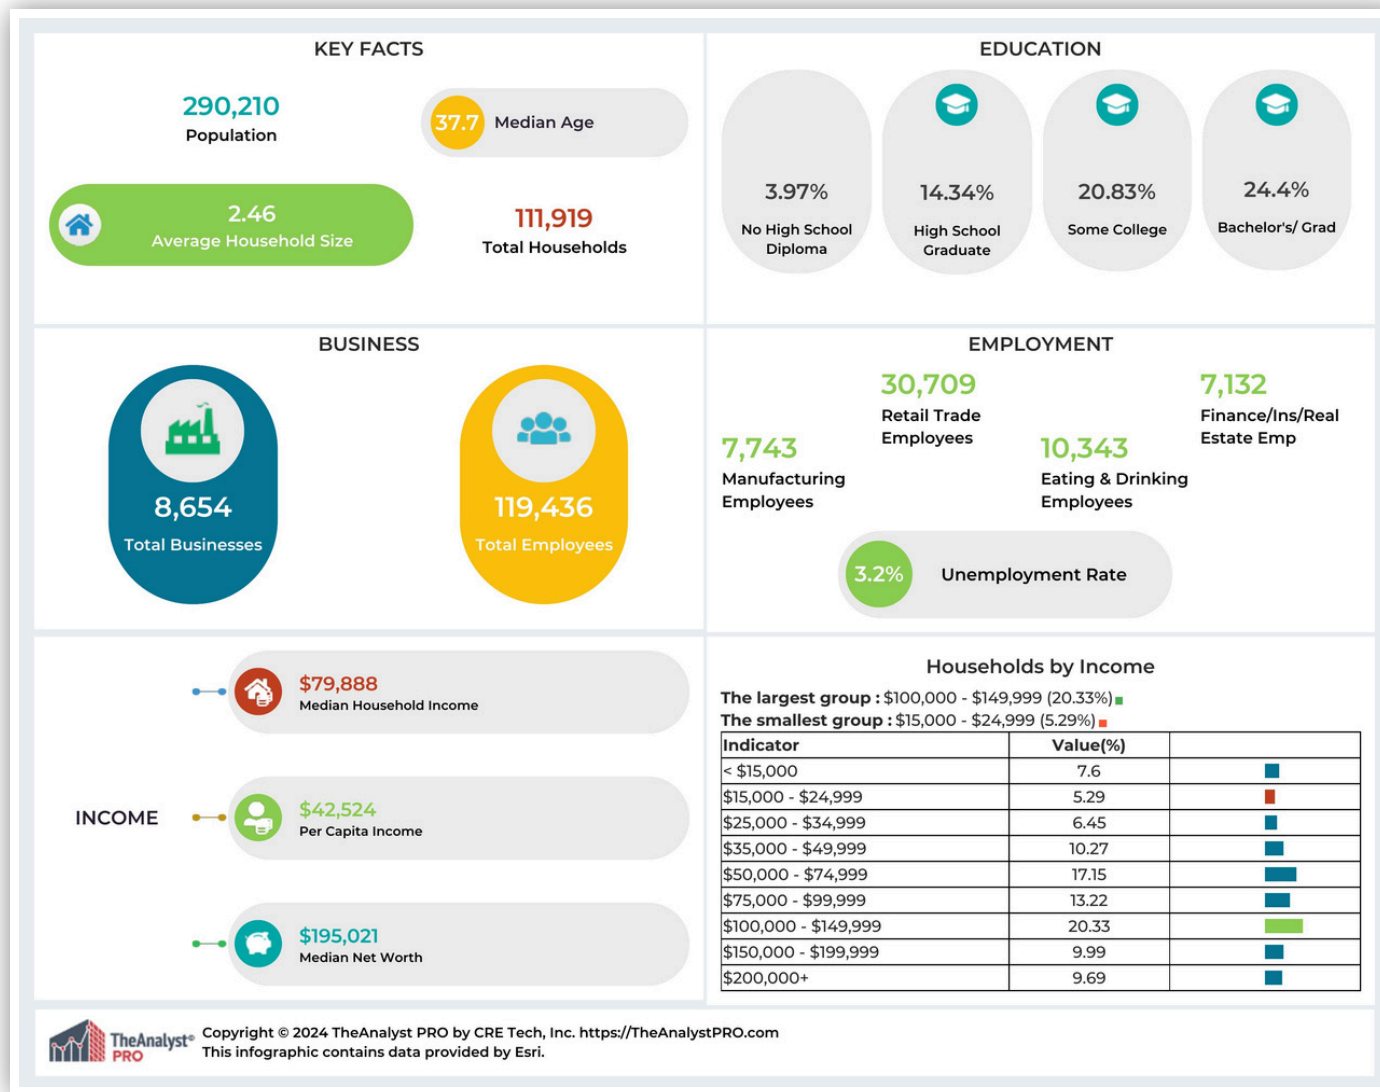 KEY FACTS
290,210
Population
37.7 Median Age
2.46
Average Household Size
111,919
Total Households
EDUCATION
3.97%
No High School
Diploma
14.34%
High School
Graduate
20.83%
Some College
24.4%
Bachelor's/ Grad
BUSINESS
8,654
Total Businesses
119,436
Total Employees
EMPLOYMENT
7,743
Manufacturing
Employees
30,709
Retail Trade
Employees
10,343
Eating & Drinking
Employees
7,132
Finance/Ins/Real
Estate Emp
3.2% Unemployment Rate
INCOME
$79,888
Median Household Income
$42,524
Per Capita Income
$195,021
Median Net Worth
Households by Income
The largest group : $100,000 - $149,999 (20.33%)
The smallest group : $15,000 - $24,999 (5.29%)
Indicator Value(%)
< $15,000 7.6
$15,000 - $24,999 5.29
$25,000 - $34,999 6.45
$35,000 - $49,999 10.27
$50,000 - $74,999 17.15
$75,000 - $99,999 13.22
$100,000 - $149,999 20.33
$150,000 - $199,999 9.99
$200,000+ 9.69
TheAnalyst®
PRO
Copyright © 2024 TheAnalyst PRO by CRE Tech, Inc. https://TheAnalystPRO.com
This infographic contains data provided by Esri.